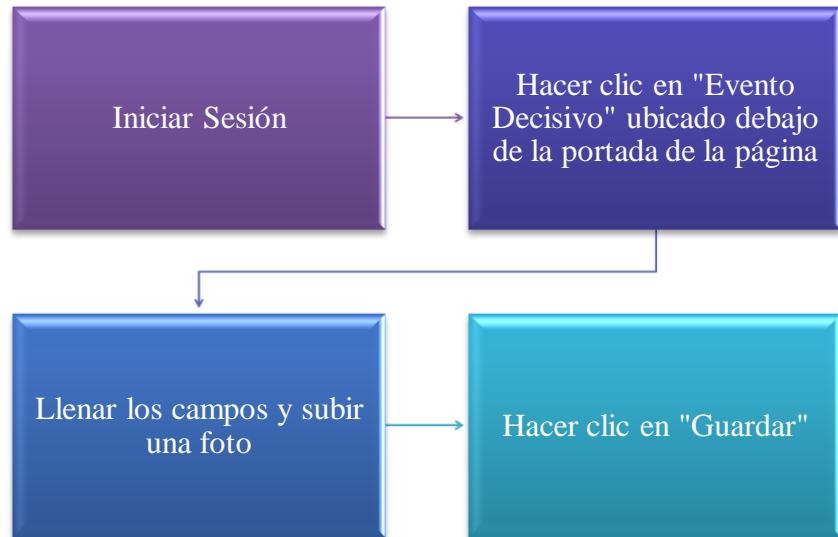 Iniciar Sesión
Hacer clic en "Evento
Decisivo" ubicado debajo
de la portada de la página
Llenar los campos y subir
una foto
Hacer clic en "Guardar"